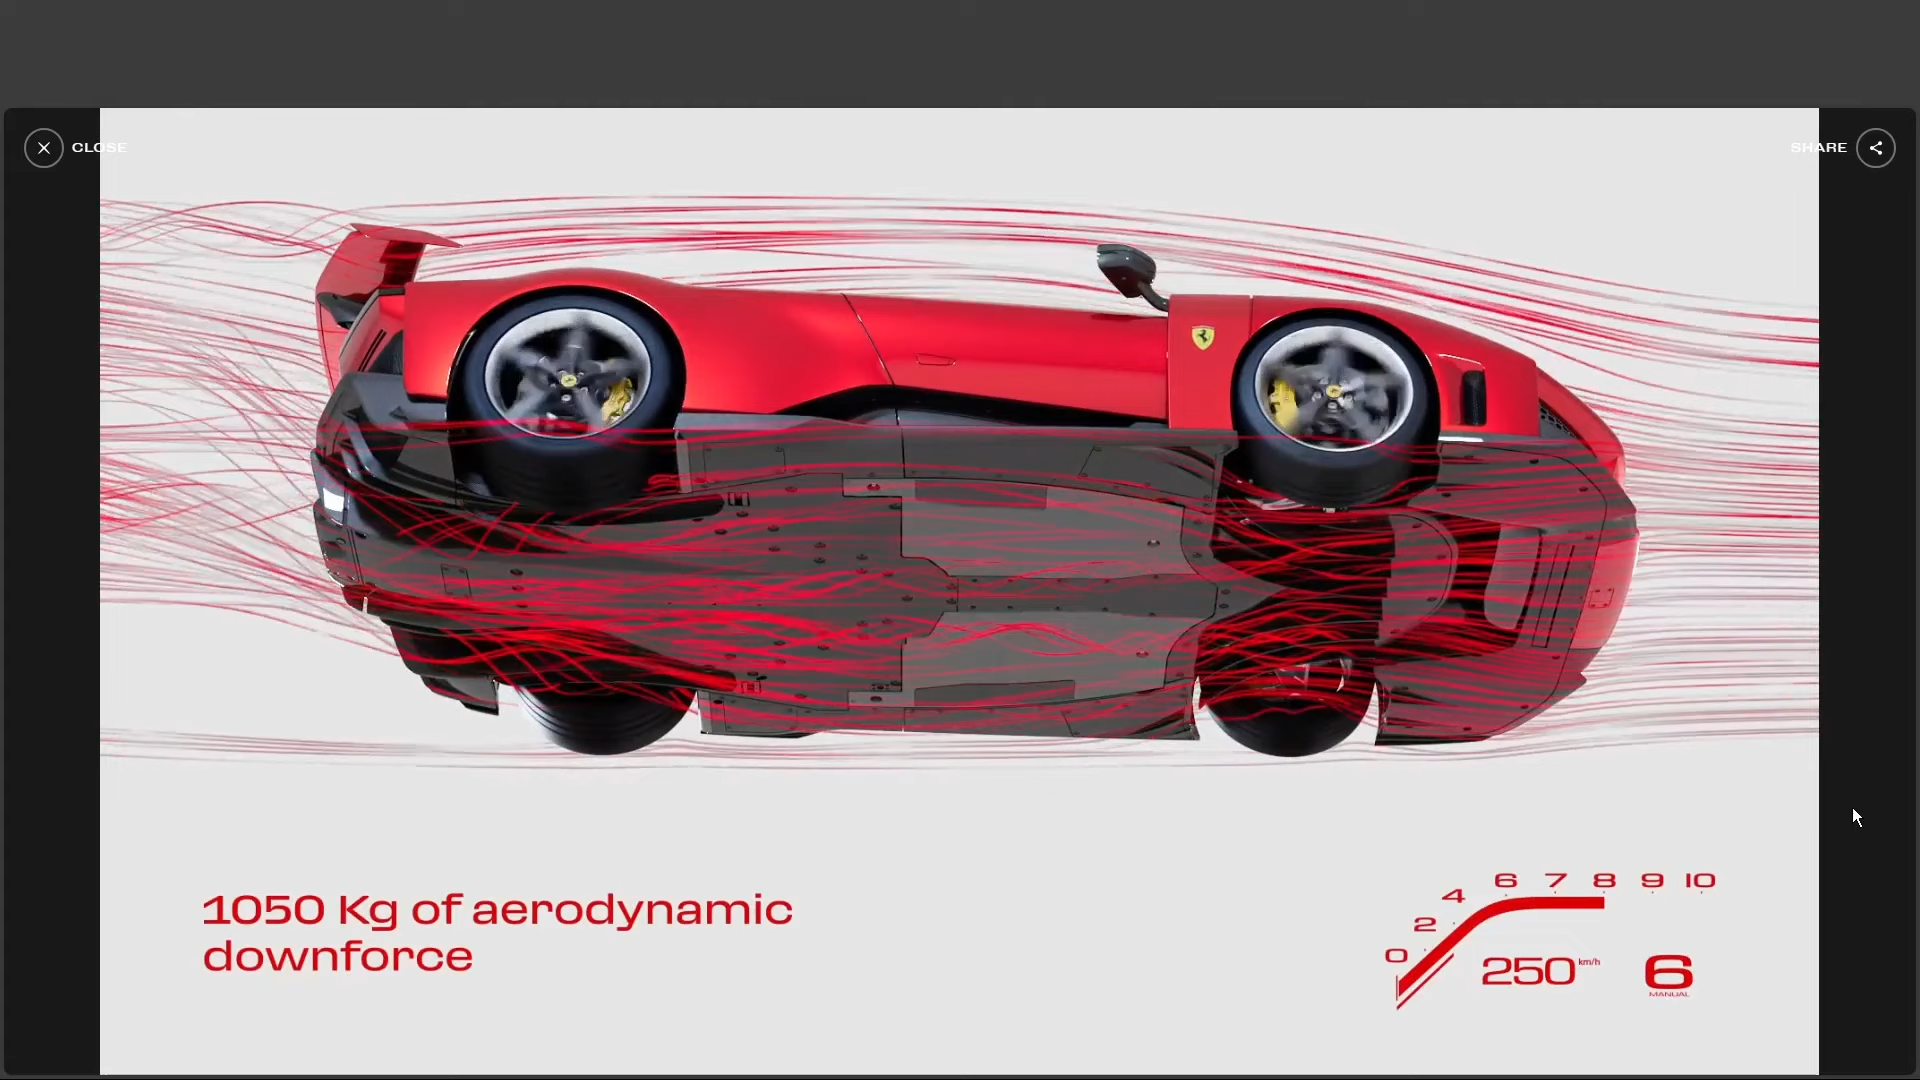 CLOSE
SHARE
1050 Kg of aerodynamic
downforce
0 2 4 6 7 8 9 10
250 km/h
6
MANUAL